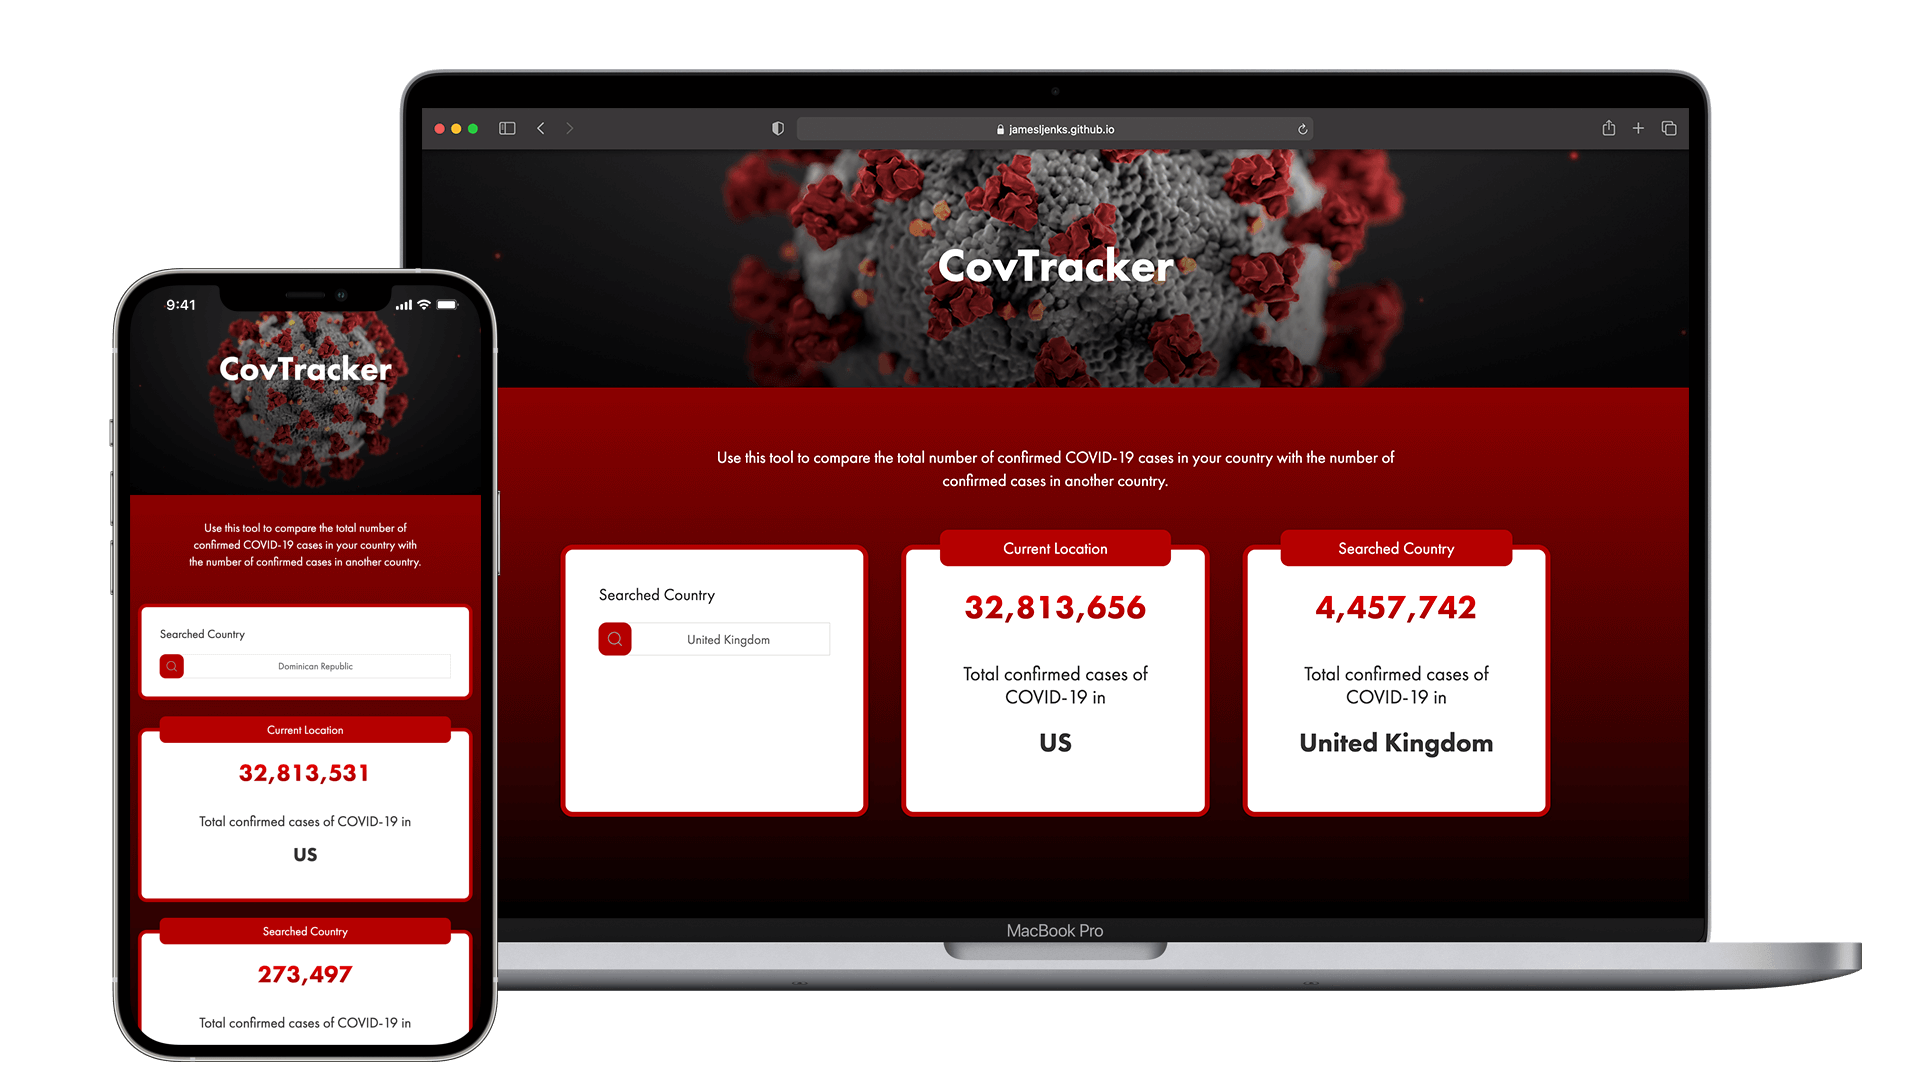 jamesljenks.github.io
CovTracker
Use this tool to compare the total number of confirmed COVID-19 cases in your country with the number of
confirmed cases in another country.
Searched Country
United Kingdom
Current Location
32,813,656
Total confirmed cases of
COVID-19 in
US
Searched Country
4,457,742
Total confirmed cases of
COVID-19 in
United Kingdom
MacBook Pro
9:41
CovTracker
Use this tool to compare the total number of
confirmed COVID-19 cases in your country with
the number of confirmed cases in another country.
Searched Country
Dominican Republic
Current Location
32,813,531
Total confirmed cases of COVID-19 in
US
Searched Country
273,497
Total confirmed cases of COVID-19 in